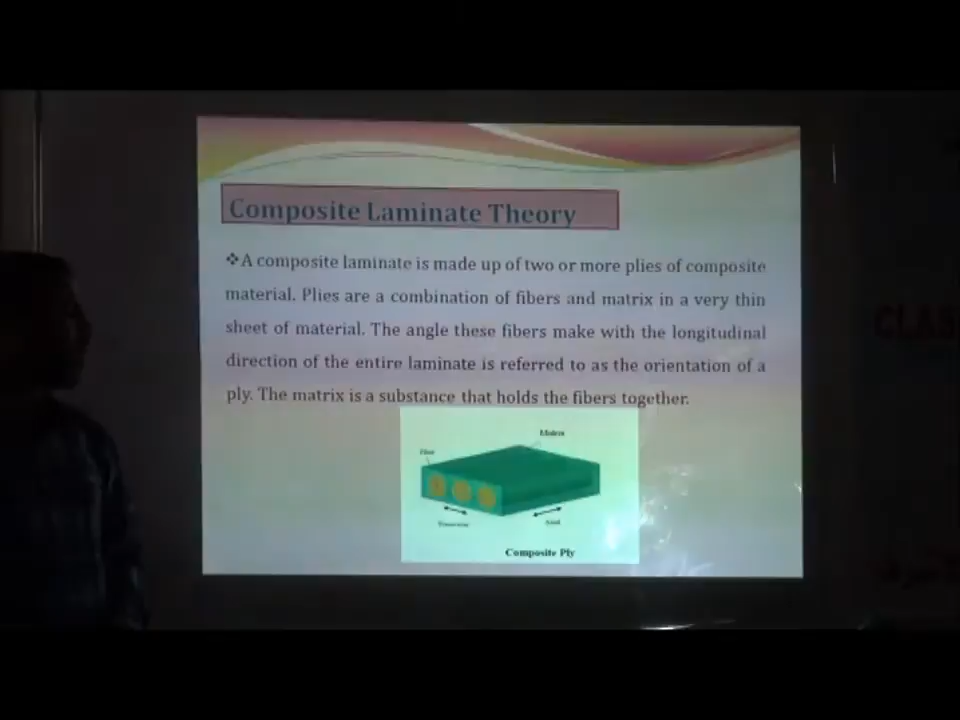 Composite Laminate Theory
❖A composite laminate is made up of two or more plies of composite
material. Plies are a combination of fibers and matrix in a very thin
sheet of material. The angle these fibers make with the longitudinal
direction of the entire laminate is referred to as the orientation of a
ply. The matrix is a substance that holds the fibers together.
Matrix
Fiber
Composite Ply
CLAS